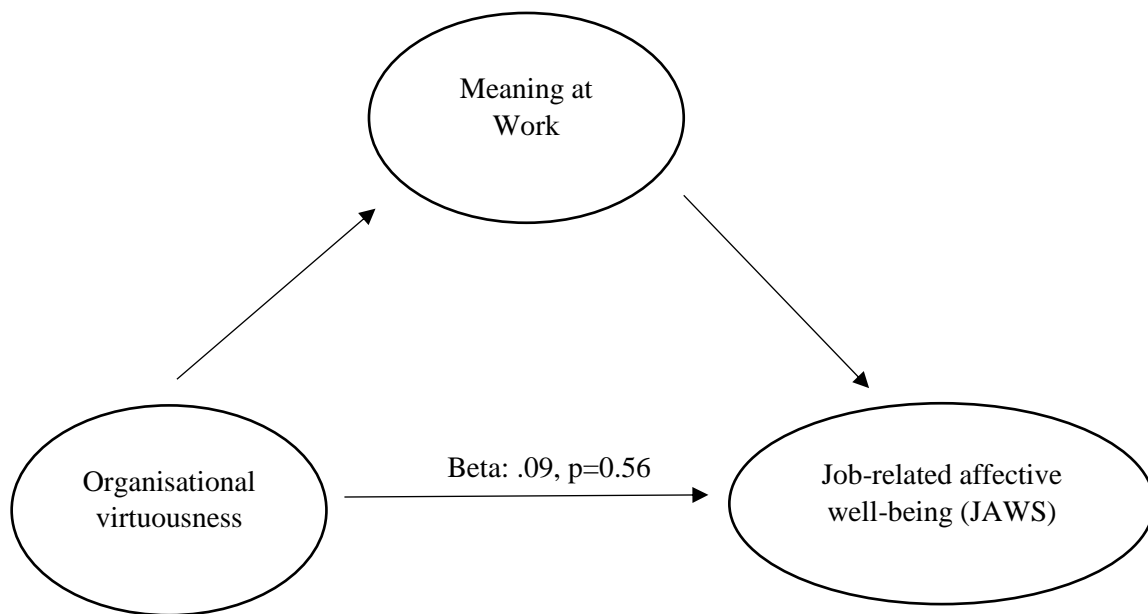 Meaning at
Work
Organisational
virtuousness
Beta: .09, p=0.56
Job-related affective
well-being (JAWS)